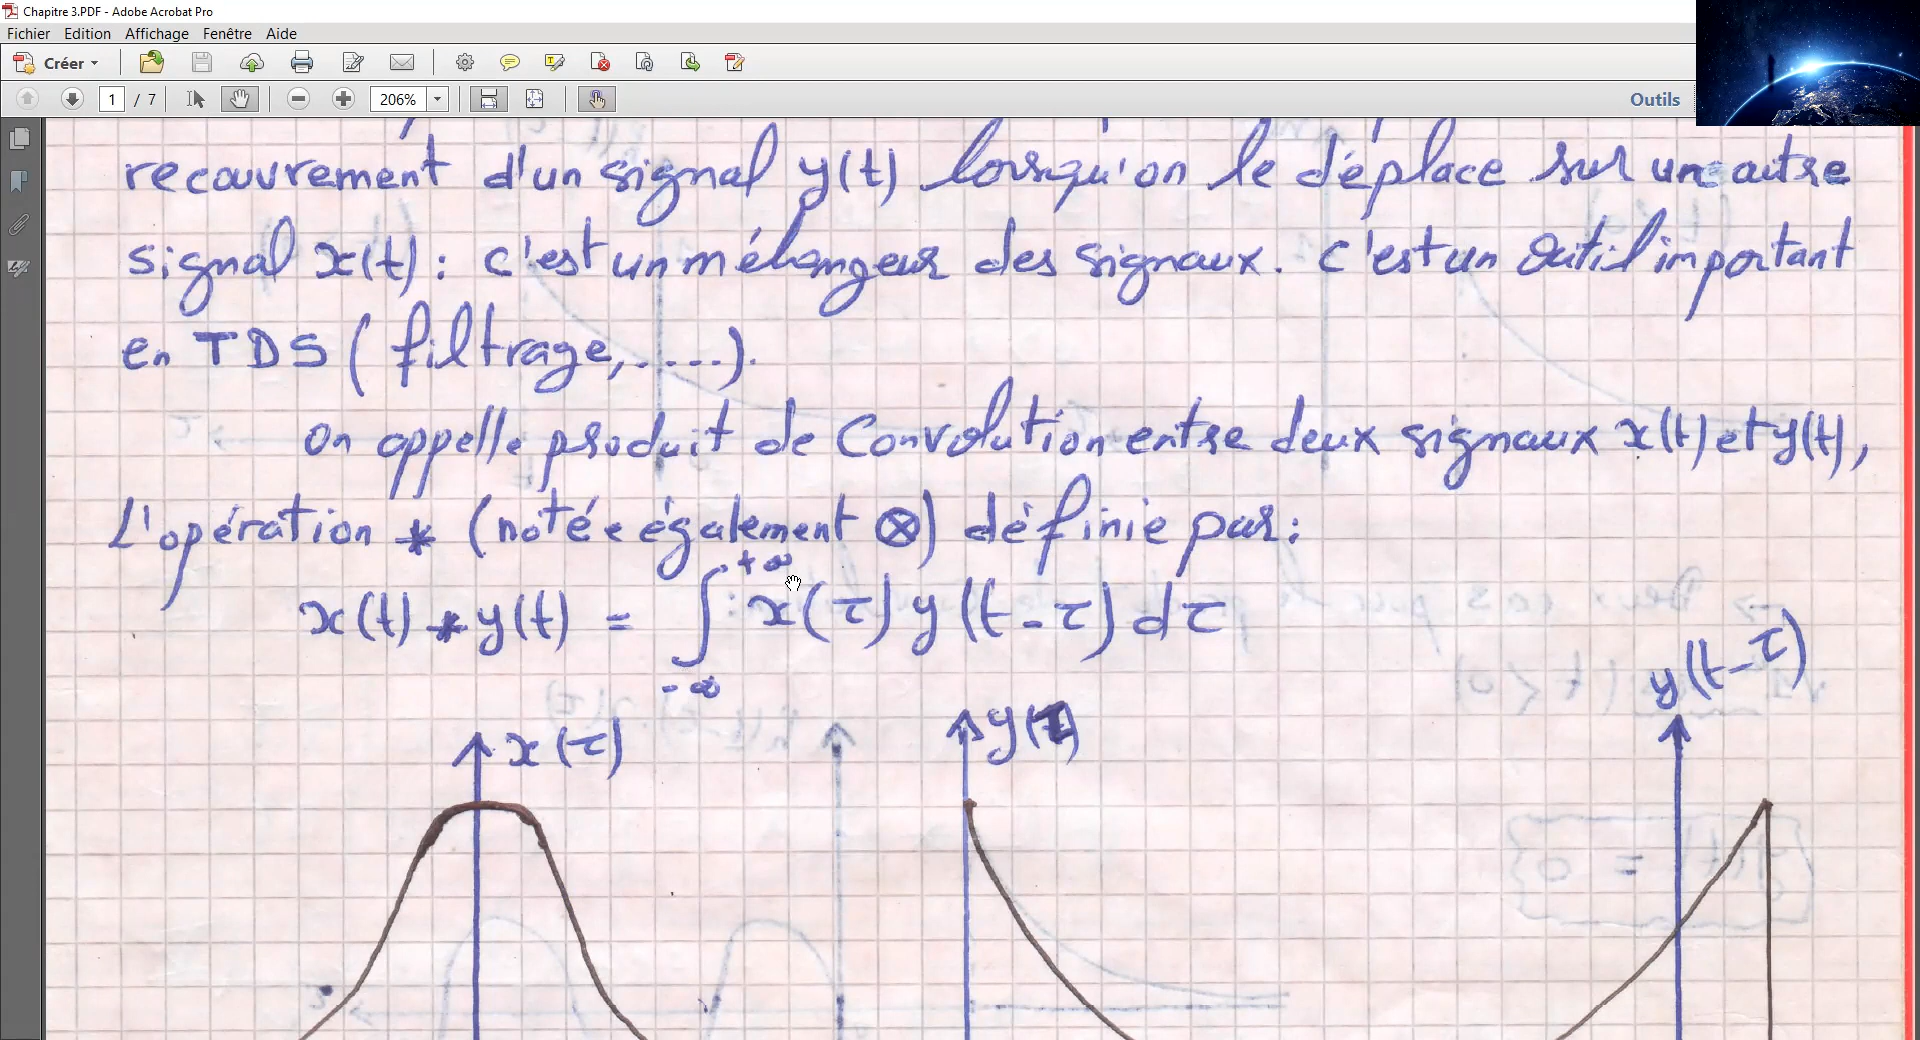 Chapitre 3.PDF - Adobe Acrobat Pro
Fichier Edition Affichage Fenêtre Aide
Créer
1 / 7 206% Outils
recouvrement d'un signal y(t) lorsqu'on le déplace sur un autre
signal x(t) : c'est un mélangeur des signaux. c'est un outil important
en TDS ( filtrage, .....).
On appelle produit de Convolution entre deux signaux x(t) et y(t),
L'opération * (notée également ⊗) définie par :
x(t) * y(t) = ∫_{-∞}^{+∞} x(τ) y(t-τ) dτ
x(τ) y(τ) y(t-τ)